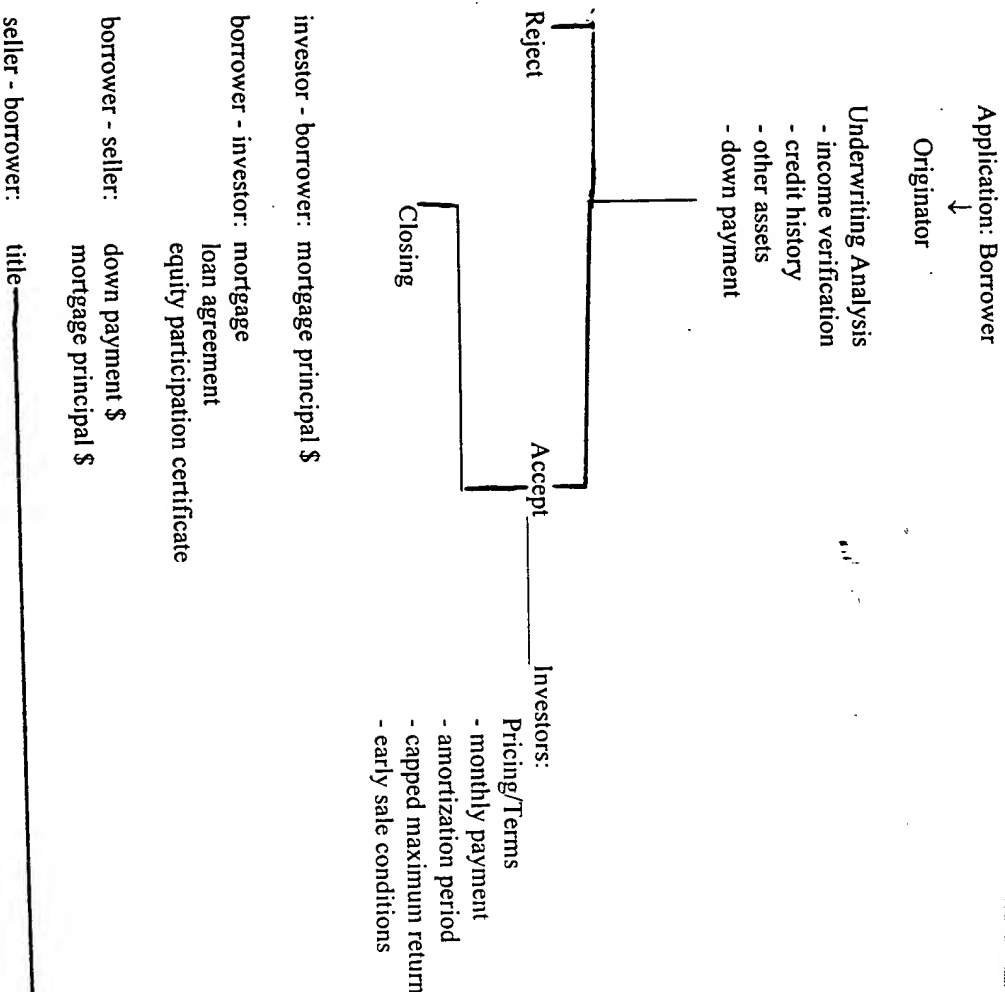 Application: Borrower
↓
Originator
Underwriting Analysis
- income verification
- credit history
- other assets
- down payment
Reject
Accept
Investors:
Pricing/Terms
- monthly payment
- amortization period
- capped maximum return
- early sale conditions
Closing
investor - borrower: mortgage principal $
borrower - investor: mortgage
loan agreement
equity participation certificate
borrower - seller: down payment $
mortgage principal $
seller - borrower: title